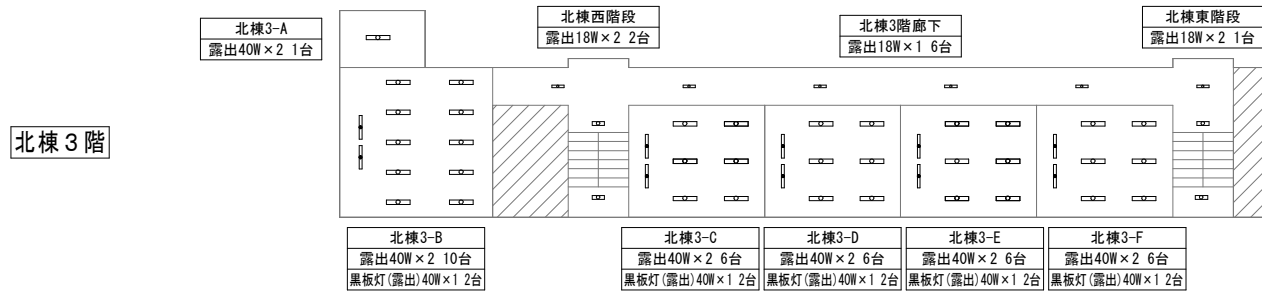 北棟3-A
露出40W×2 1台
北棟西階段
露出18W×2 2台
北棟3階廊下
露出18W×1 6台
北棟東階段
露出18W×2 1台
北棟3階
北棟3-B
露出40W×2 10台
黒板灯(露出)40W×1 2台
北棟3-C
露出40W×2 6台
黒板灯(露出)40W×1 2台
北棟3-D
露出40W×2 6台
黒板灯(露出)40W×1 2台
北棟3-E
露出40W×2 6台
黒板灯(露出)40W×1 2台
北棟3-F
露出40W×2 6台
黒板灯(露出)40W×1 2台